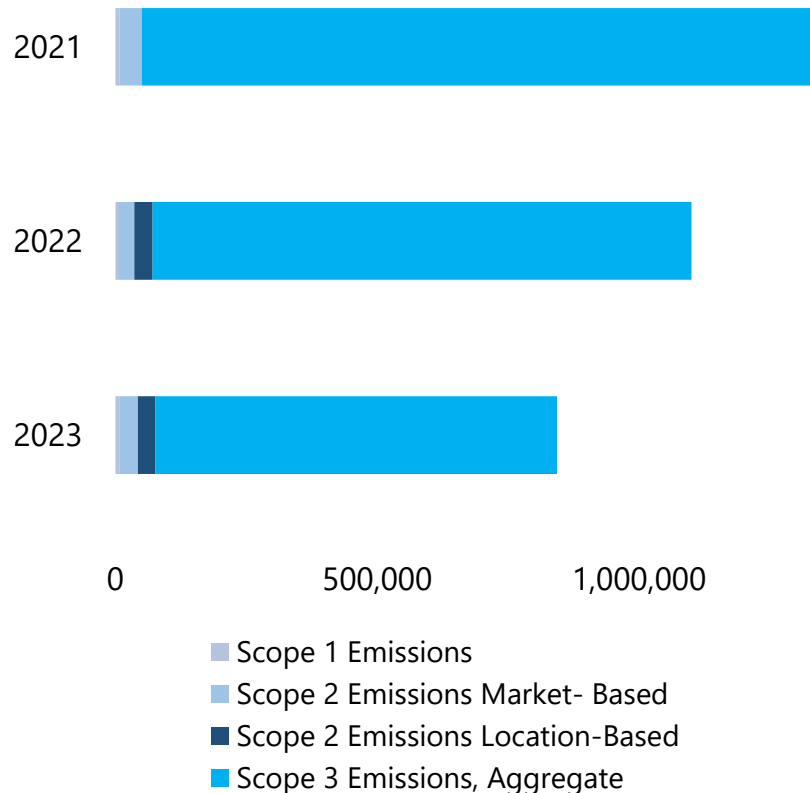 2021
2022
2023
0 500,000 1,000,000
Scope 1 Emissions
Scope 2 Emissions Market- Based
Scope 2 Emissions Location-Based
Scope 3 Emissions, Aggregate